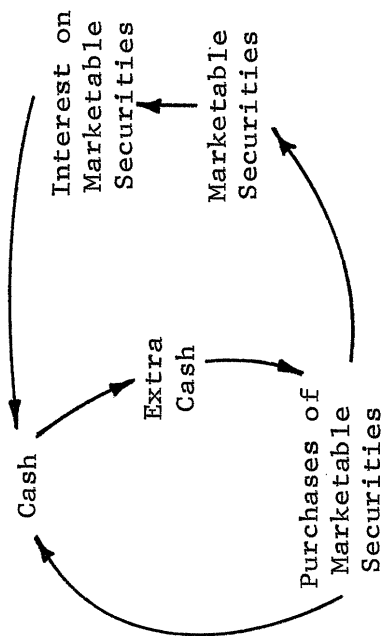 Cash
Extra
Cash
Purchases of
Marketable
Securities
Interest on
Marketable
Securities
Marketable
Securities